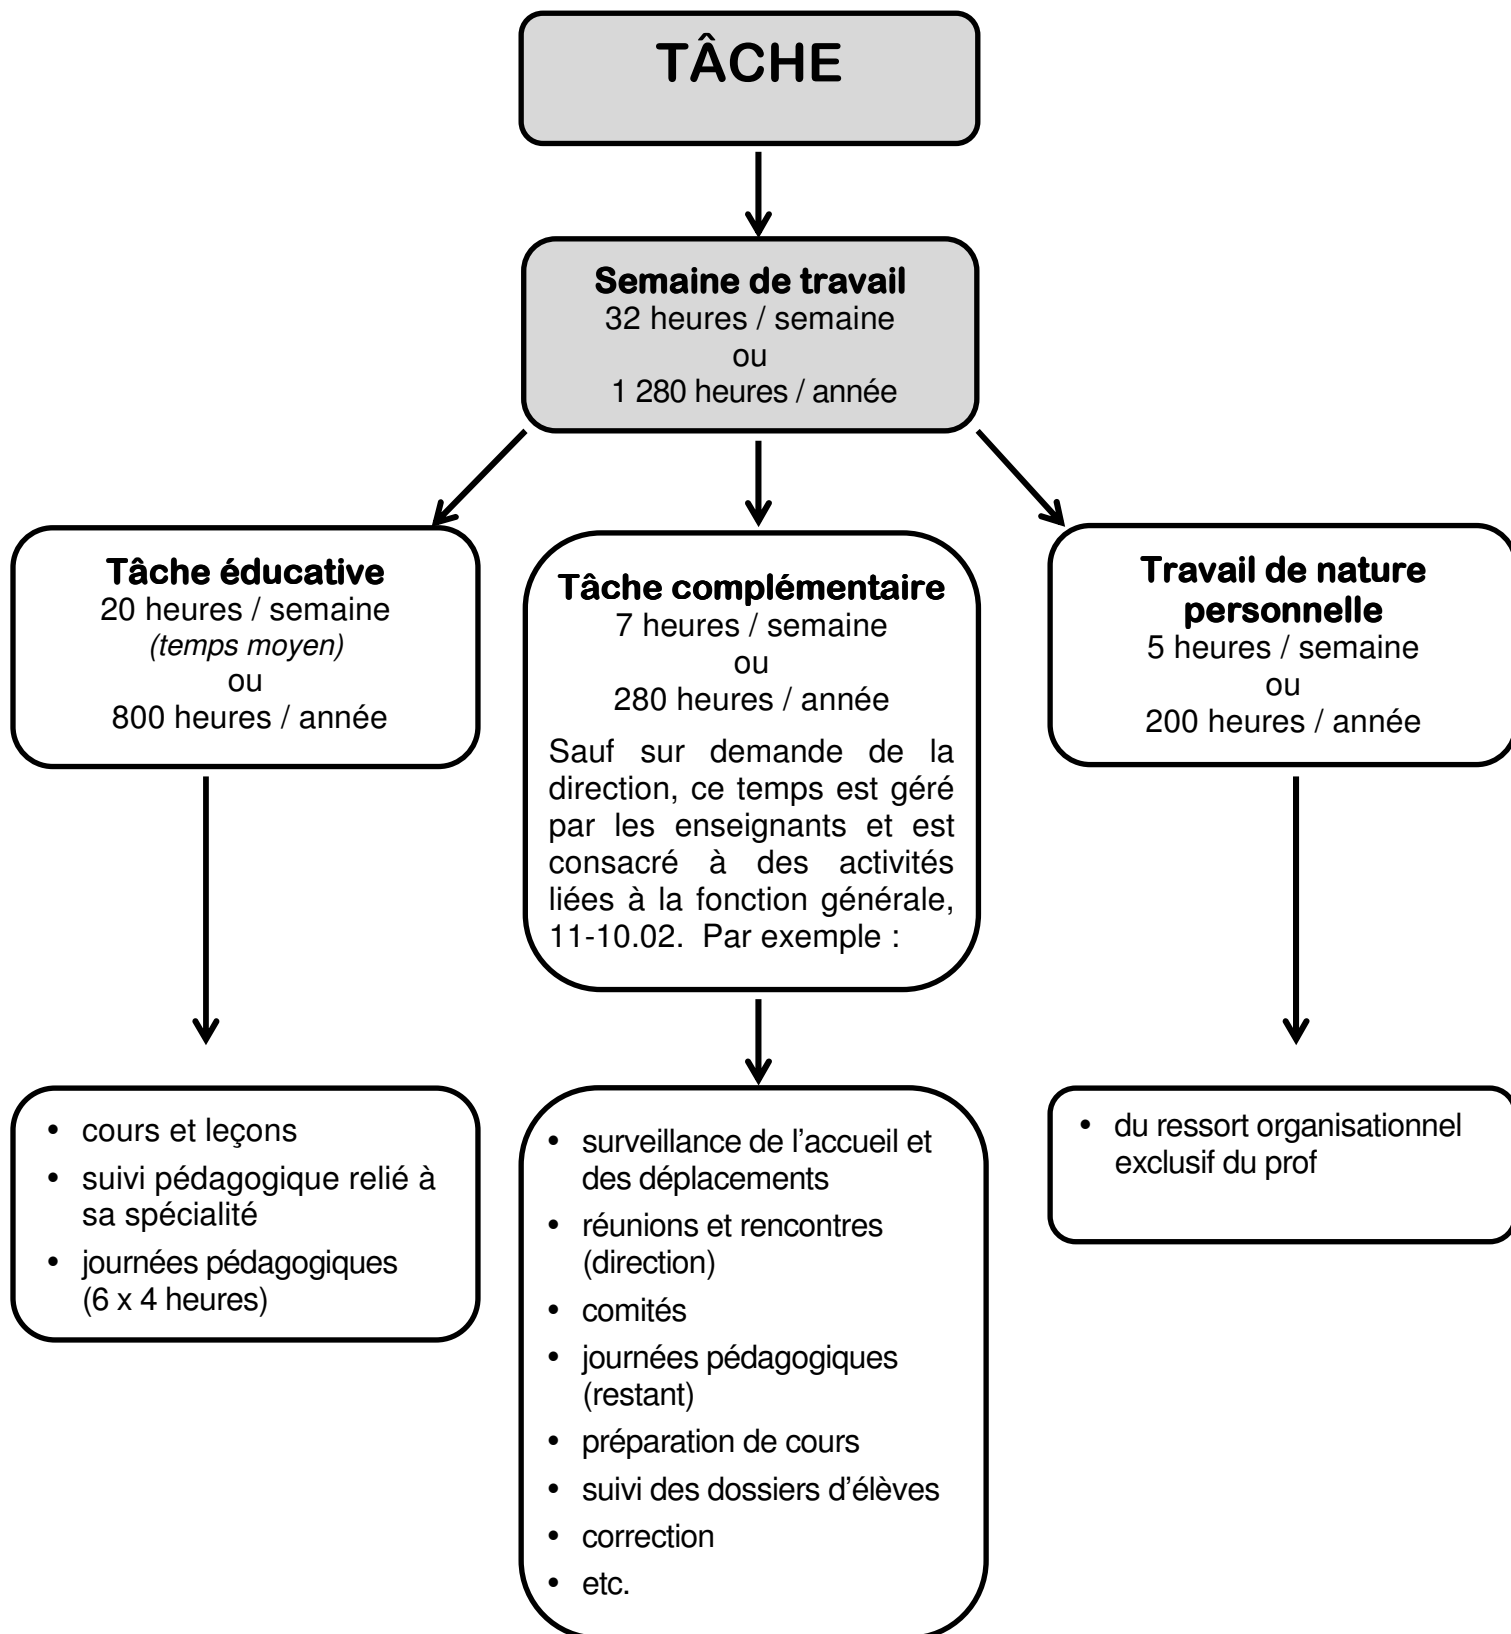 TÂCHE
Semaine de travail
32 heures / semaine
ou
1 280 heures / année
Tâche éducative
20 heures / semaine
(temps moyen)
ou
800 heures / année
Tâche complémentaire
7 heures / semaine
ou
280 heures / année
Sauf sur demande de la
direction, ce temps est géré
par les enseignants et est
consacré à des activités
liées à la fonction générale,
11-10.02. Par exemple :
Travail de nature
personnelle
5 heures / semaine
ou
200 heures / année
• cours et leçons
• suivi pédagogique relié à
sa spécialité
• journées pédagogiques
(6 x 4 heures)
• surveillance de l’accueil et
des déplacements
• réunions et rencontres
(direction)
• comités
• journées pédagogiques
(restant)
• préparation de cours
• suivi des dossiers d’élèves
• correction
• etc.
• du ressort organisationnel
exclusif du prof